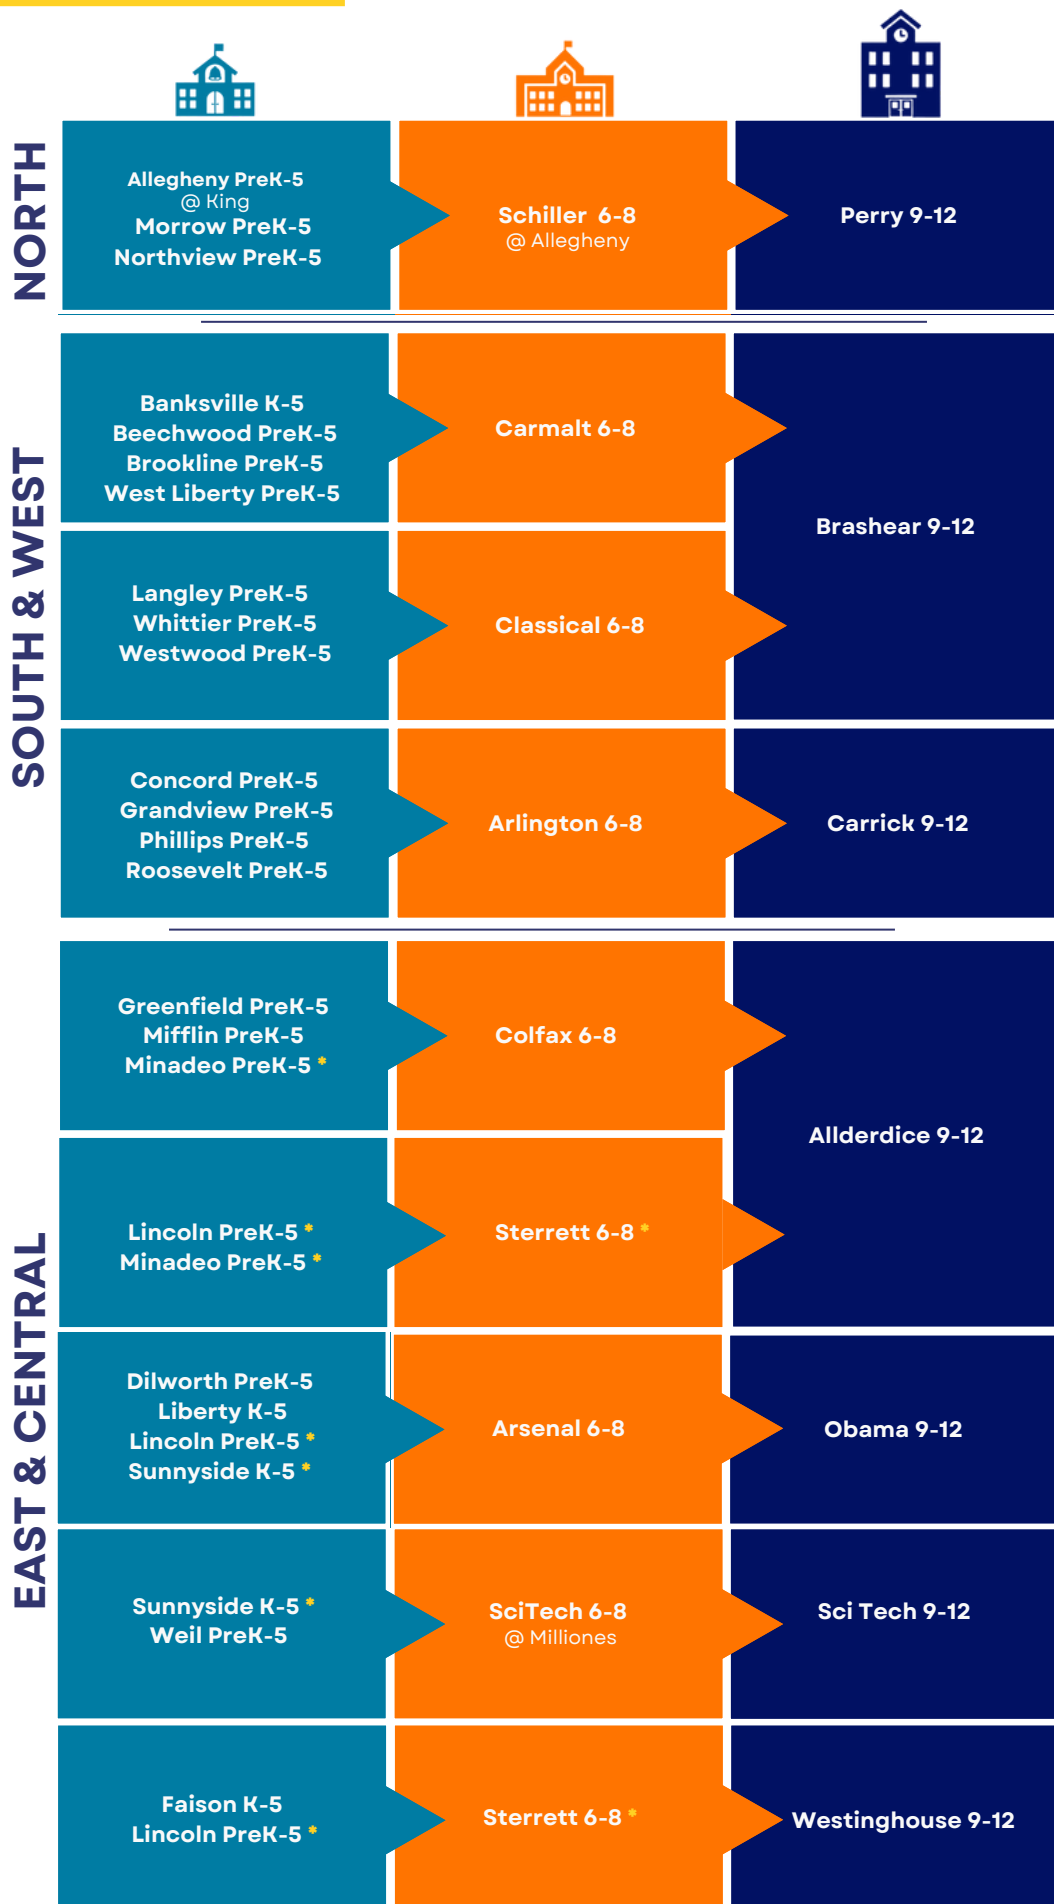 NORTH
Allegheny PreK-5
@ King
Morrow PreK-5
Northview PreK-5
Schiller 6-8
@ Allegheny
Perry 9-12
SOUTH & WEST
Banksville K-5
Beechwood PreK-5
Brookline PreK-5
West Liberty PreK-5
Carmalt 6-8
Brashear 9-12
Langley PreK-5
Whittier PreK-5
Westwood PreK-5
Classical 6-8
Concord PreK-5
Grandview PreK-5
Phillips PreK-5
Roosevelt PreK-5
Arlington 6-8
Carrick 9-12
EAST & CENTRAL
Greenfield PreK-5
Mifflin PreK-5
Minadeo PreK-5 *
Colfax 6-8
Allderdice 9-12
Lincoln PreK-5 *
Minadeo PreK-5 *
Sterrett 6-8 *
Dilworth PreK-5
Liberty K-5
Lincoln PreK-5 *
Sunnyside K-5 *
Arsenal 6-8
Obama 9-12
Sunnyside K-5 *
Weil PreK-5
SciTech 6-8
@ Milliones
Sci Tech 9-12
Faison K-5
Lincoln PreK-5 *
Sterrett 6-8 *
Westinghouse 9-12